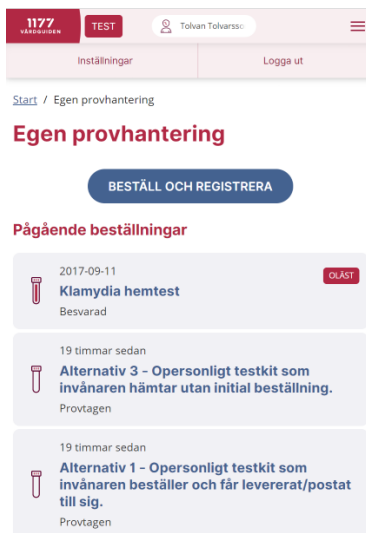 1177
VÅRDGUIDEN
TEST
Tolvan Tolvarsso
Inställningar
Logga ut
Start / Egen provhantering
Egen provhantering
BESTÄLL OCH REGISTRERA
Pågående beställningar
2017-09-11
OLÄST
Klamydia hemtest
Besvarad
19 timmar sedan
Alternativ 3 – Opersonligt testkit som
invånaren hämtar utan initial beställning.
Provtagen
19 timmar sedan
Alternativ 1 – Opersonligt testkit som
invånaren beställer och får levererat/postat
till sig.
Provtagen